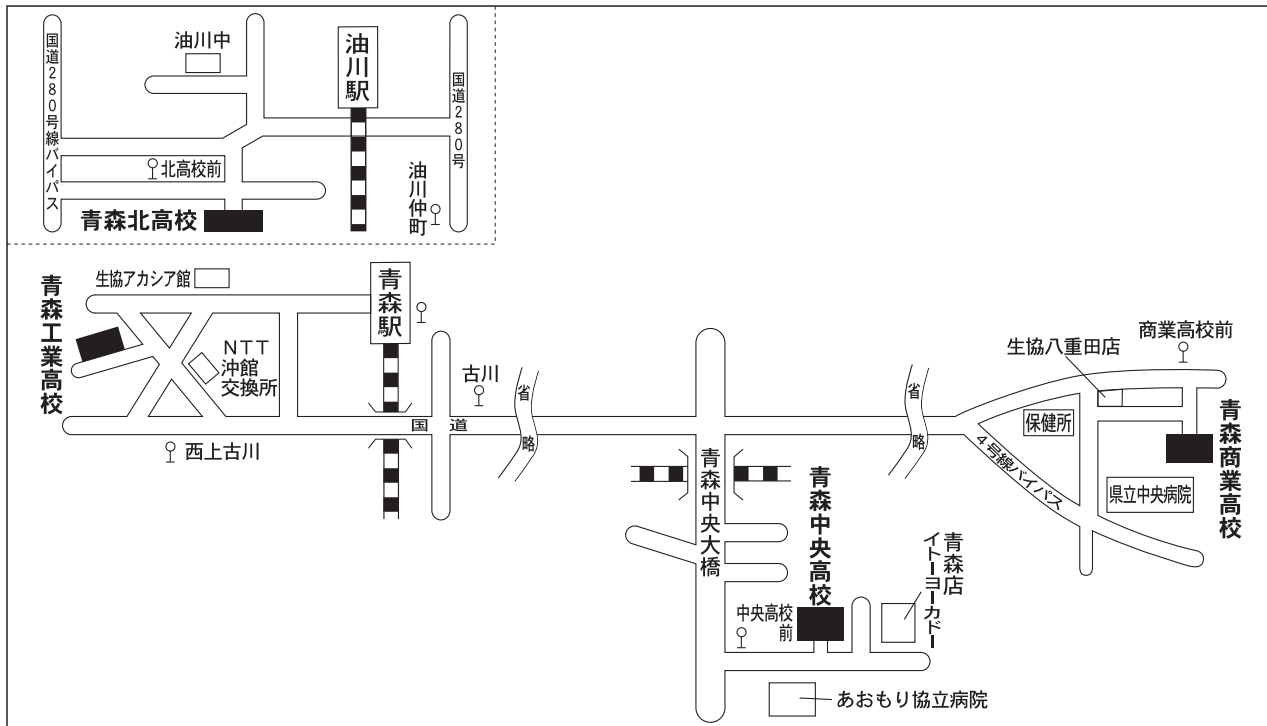 国道280号線バイパス
油川中
油川駅
国道280号
北高校前
油川仲町
青森北高校
生協アカシア館
青森駅
青森工業高校
NTT
沖館
交換所
古川
省略
国道
西上古川
青森中央大橋
青森中央高校
中央高校
前
青森店
イトーヨーカドー
あおもり協立病院
省略
商業高校前
生協八重田店
保健所
4号線バイパス
県立中央病院
青森商業高校